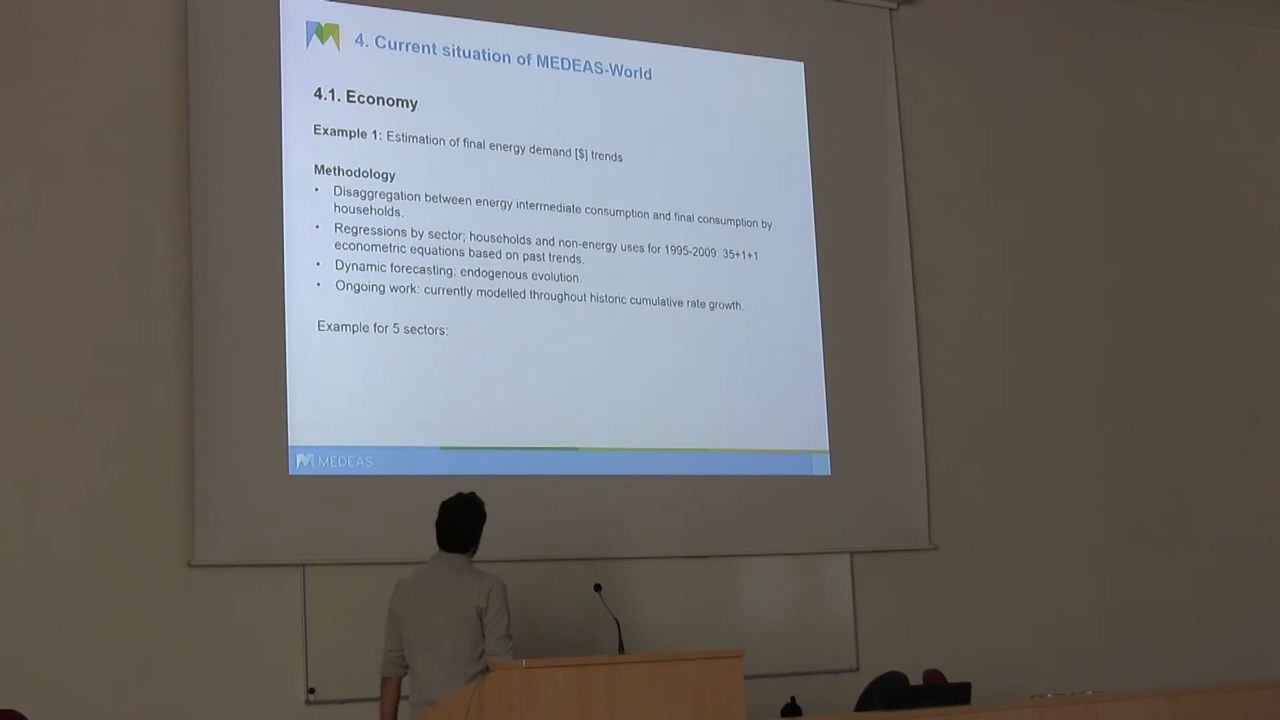 4. Current situation of MEDEAS-World
4.1. Economy
Example 1: Estimation of final energy demand [$] trends
Methodology
• Disaggregation between energy intermediate consumption and final consumption by
households.
• Regressions by sector; households and non-energy uses for 1995-2009: 35+1+1
econometric equations based on past trends.
• Dynamic forecasting: endogenous evolution.
• Ongoing work: currently modelled throughout historic cumulative rate growth.
Example for 5 sectors:
MEDEAS